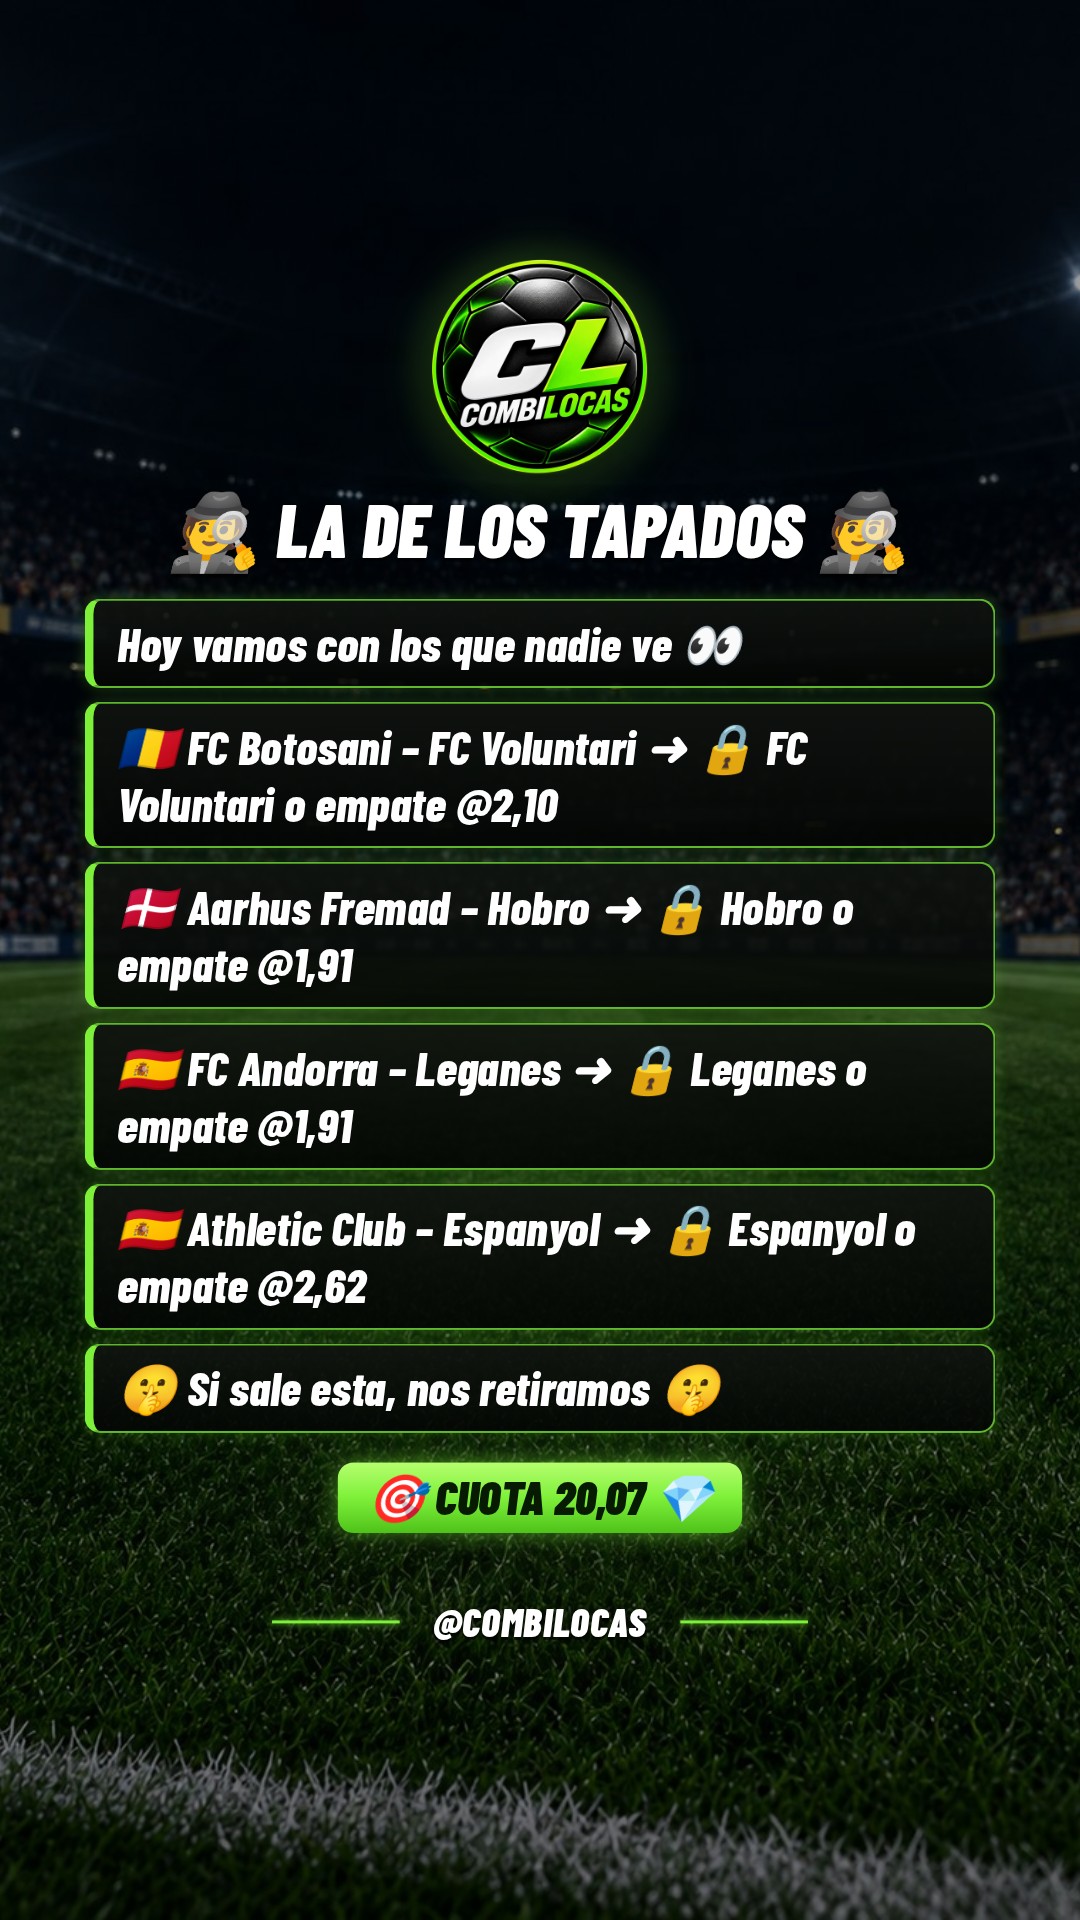 CL
COMBILOCAS
🕵️ LA DE LOS TAPADOS 🕵️
Hoy vamos con los que nadie ve 👀
🇷🇴 FC Botosani – FC Voluntari ➜ 🔒 FC
Voluntari o empate @2,10
🇩🇰 Aarhus Fremad – Hobro ➜ 🔒 Hobro o
empate @1,91
🇪🇸 FC Andorra – Leganes ➜ 🔒 Leganes o
empate @1,91
🇪🇸 Athletic Club – Espanyol ➜ 🔒 Espanyol o
empate @2,62
🤫 Si sale esta, nos retiramos 🤫
🎯 CUOTA 20,07 💎
@COMBILOCAS